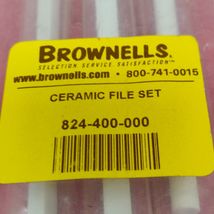 BROWNELLS.
SELECTION SERVICE SATISFACTION™
www.brownells.com • 800-741-0015
CERAMIC FILE SET
824-400-000